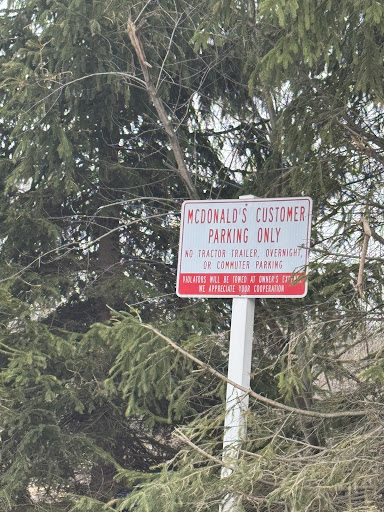 MCDONALD'S CUSTOMER
PARKING ONLY
NO TRACTOR TRAILER, OVERNIGHT,
OR COMMUTER PARKING
VIOLATORS WILL BE TOWED AT OWNER'S
WE APPRECIATE YOUR COOPERATION